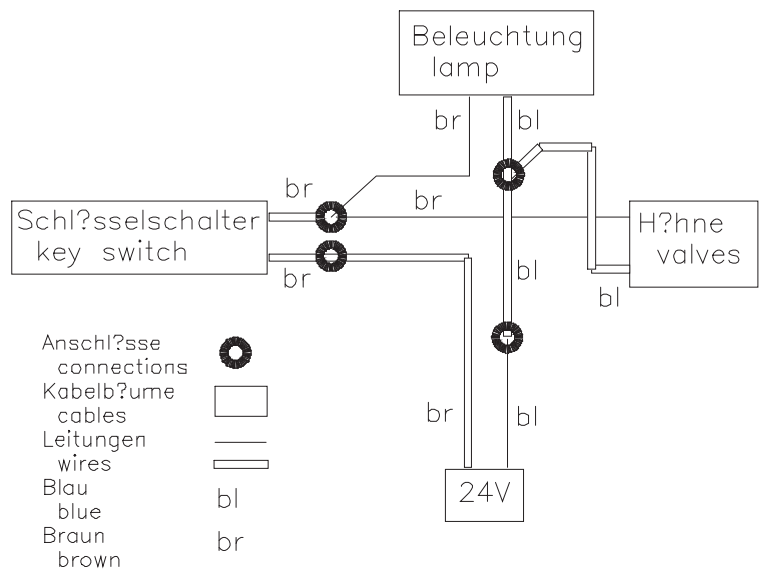 Beleuchtung
lamp
br
bl
br
br
Schl?sselschalter
key switch
H?hne
valves
br
bl
bl
Anschl?sse
connections
Kabelb?ume
cables
br
bl
Leitungen
wires
24V
Blau
blue
bl
Braun
brown
br